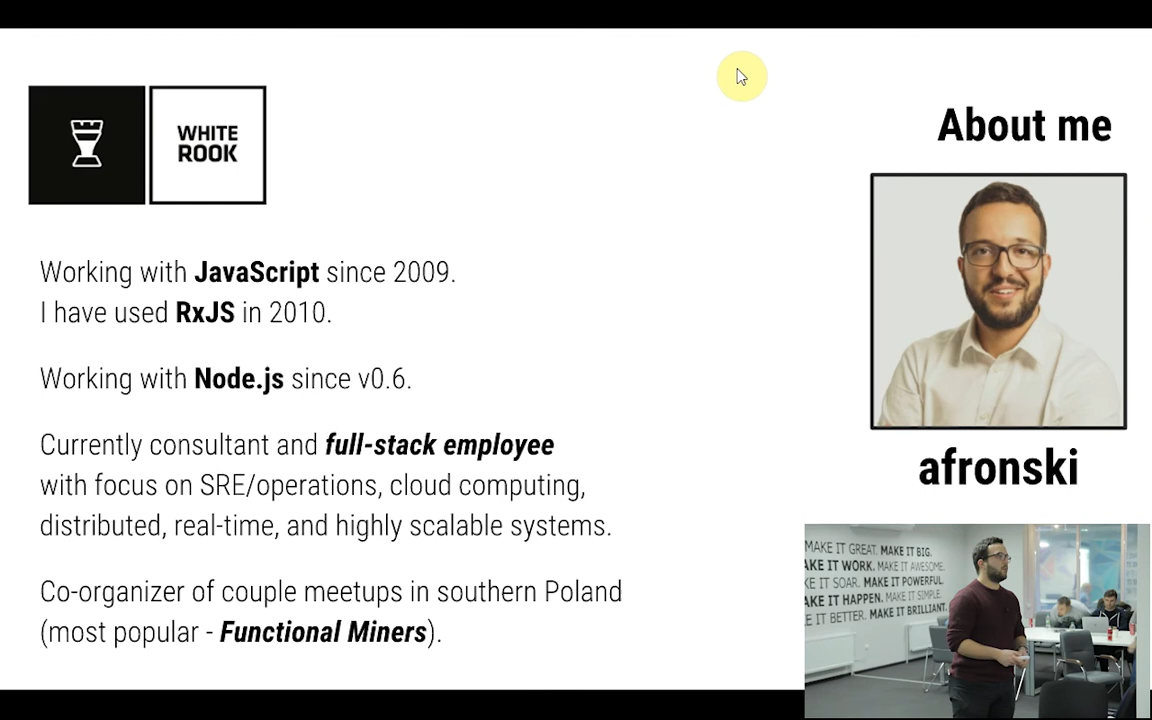 WHITE
ROOK
About me
Working with JavaScript since 2009.
I have used RxJS in 2010.
Working with Node.js since v0.6.
Currently consultant and full-stack employee
with focus on SRE/operations, cloud computing,
distributed, real-time, and highly scalable systems.
Co-organizer of couple meetups in southern Poland
(most popular - Functional Miners).
afronski
MAKE IT GREAT. MAKE IT BIG.
AKE IT WORK. MAKE IT AWESOME.
KE IT SOAR. MAKE IT POWERFUL.
AKE IT HAPPEN. MAKE IT SIMPLE.
E IT BETTER. MAKE IT BRILLIANT.